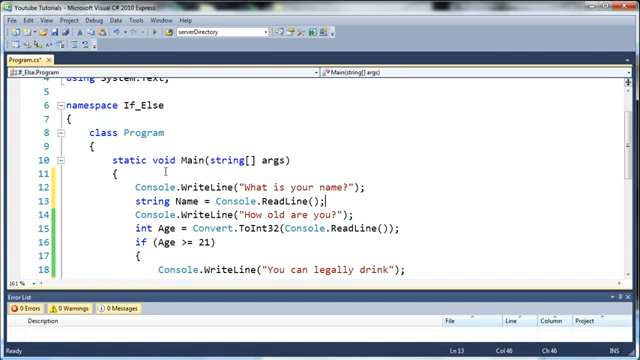 Youtube Tutorials - Microsoft Visual C# 2010 Express
File Edit View Project Debug Data Tools Window Help
serverDirectory
Program.cs*
If_Else.Program
Main(string[] args)
4 using System.Text;
5
6 namespace If_Else
7 {
8 class Program
9 {
10 static void Main(string[] args)
11 {
12 Console.WriteLine("What is your name?");
13 string Name = Console.ReadLine();
14 Console.WriteLine("How old are you?");
15 int Age = Convert.ToInt32(Console.ReadLine());
16 if (Age >= 21)
17 {
18 Console.WriteLine("You can legally drink");
161 %
Error List
0 Errors 0 Warnings 0 Messages
Description File Line Column Project
Ready Ln 13 Col 46 Ch 46 INS